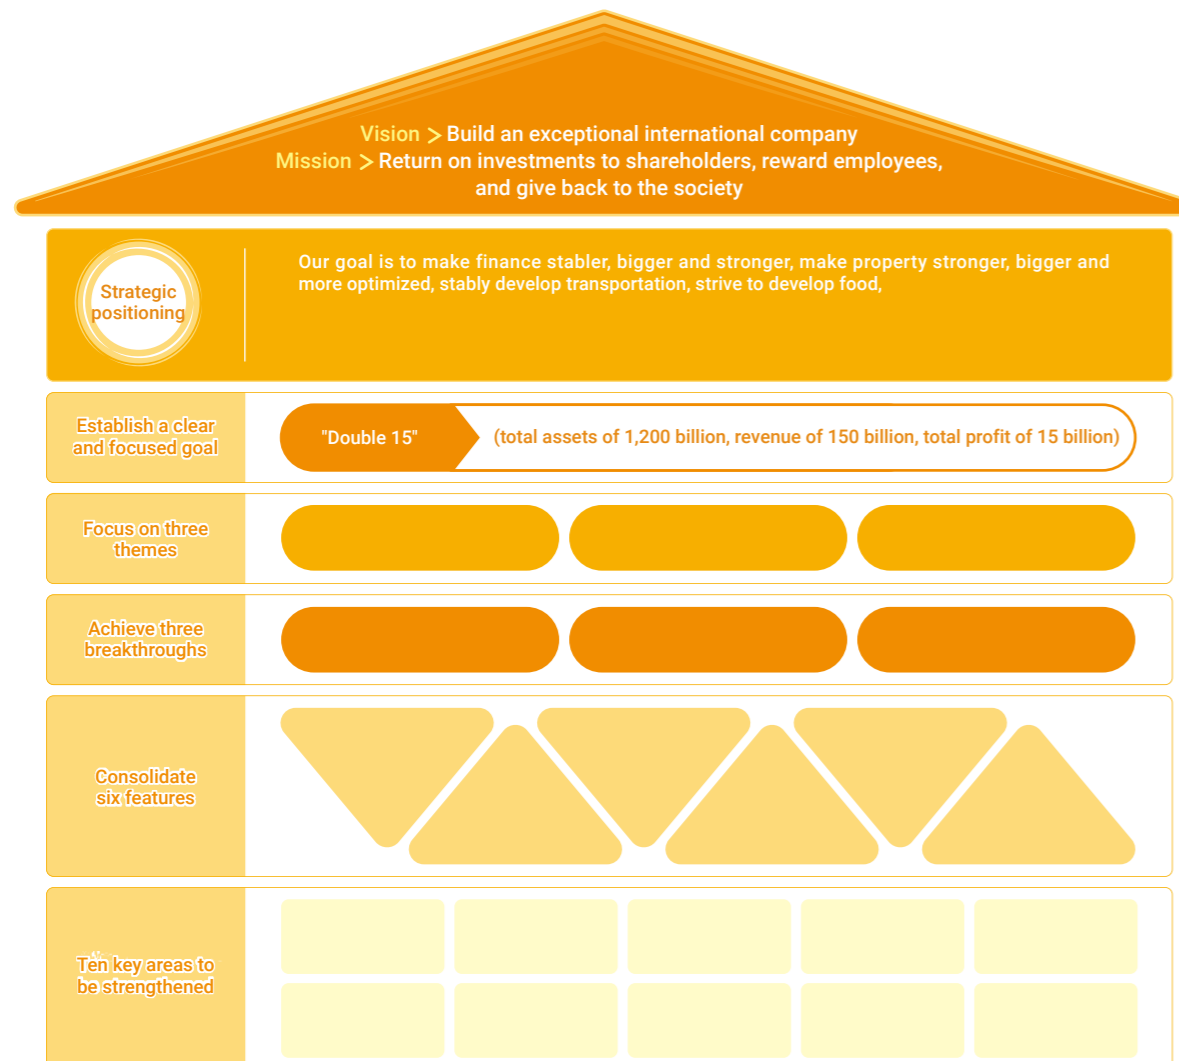 Vision > Build an exceptional international company
Mission > Return on investments to shareholders, reward employees,
and give back to the society
Strategic
positioning
Our goal is to make finance stabler, bigger and stronger, make property stronger, bigger and
more optimized, stably develop transportation, strive to develop food,
Establish a clear
and focused goal
"Double 15"
(total assets of 1,200 billion, revenue of 150 billion, total profit of 15 billion)
Focus on three
themes
Achieve three
breakthroughs
Consolidate
six features
Ten key areas to
be strengthened